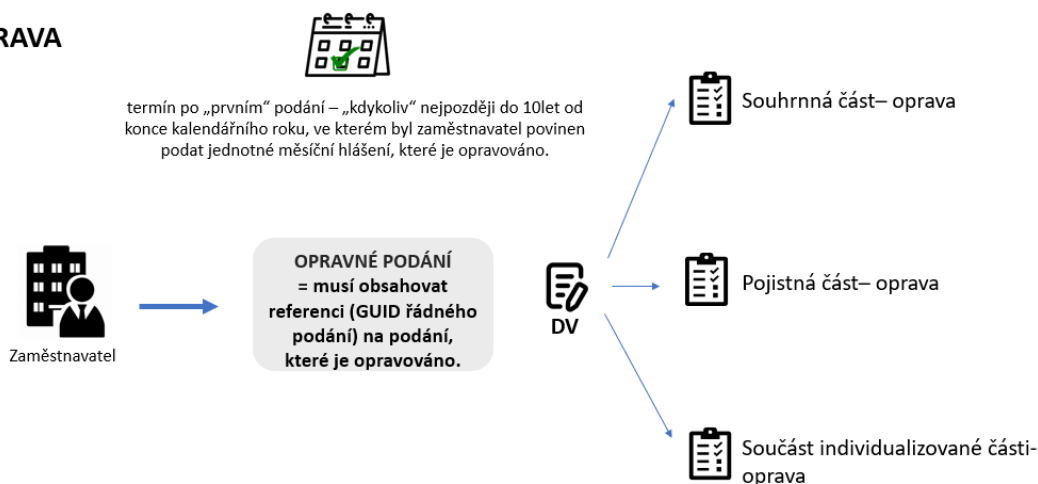 RAVA
termín po „prvním“ podání – „kdykoliv“ nejpozději do 10let od
konce kalendářního roku, ve kterém byl zaměstnavatel povinen
podat jednotné měsíční hlášení, které je opravováno.
Souhrnná část– oprava
OPRAVNÉ PODÁNÍ
= musí obsahovat
referenci (GUID řádného
podání) na podání,
které je opravováno.
Zaměstnavatel
DV
Pojistná část– oprava
Součást individualizované části-
oprava